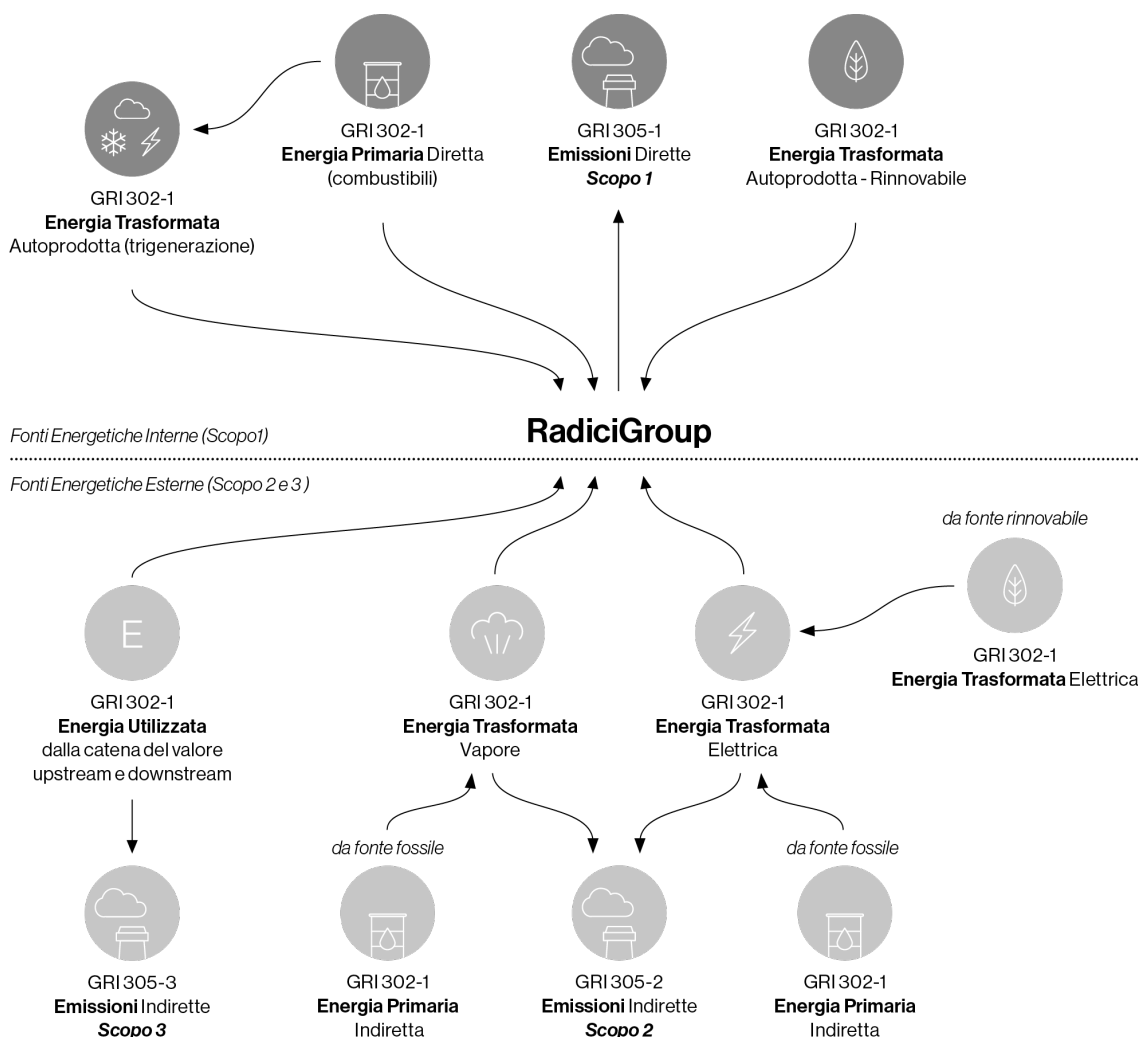 GRI 302-1
Energia Primaria Diretta
(combustibili)
GRI 305-1
Emissioni Dirette
Scopo 1
GRI 302-1
Energia Trasformata
Autoprodotta - Rinnovabile
GRI 302-1
Energia Trasformata
Autoprodotta (trigenerazione)
RadiciGroup
Fonti Energetiche Interne (Scopo1)
Fonti Energetiche Esterne (Scopo 2 e 3 )
da fonte rinnovabile
E
GRI 302-1
Energia Trasformata Elettrica
GRI 302-1
Energia Utilizzata
dalla catena del valore
upstream e downstream
GRI 302-1
Energia Trasformata
Vapore
GRI 302-1
Energia Trasformata
Elettrica
da fonte fossile
da fonte fossile
GRI 305-3
Emissioni Indirette
Scopo 3
GRI 302-1
Energia Primaria
Indiretta
GRI 305-2
Emissioni Indirette
Scopo 2
GRI 302-1
Energia Primaria
Indiretta